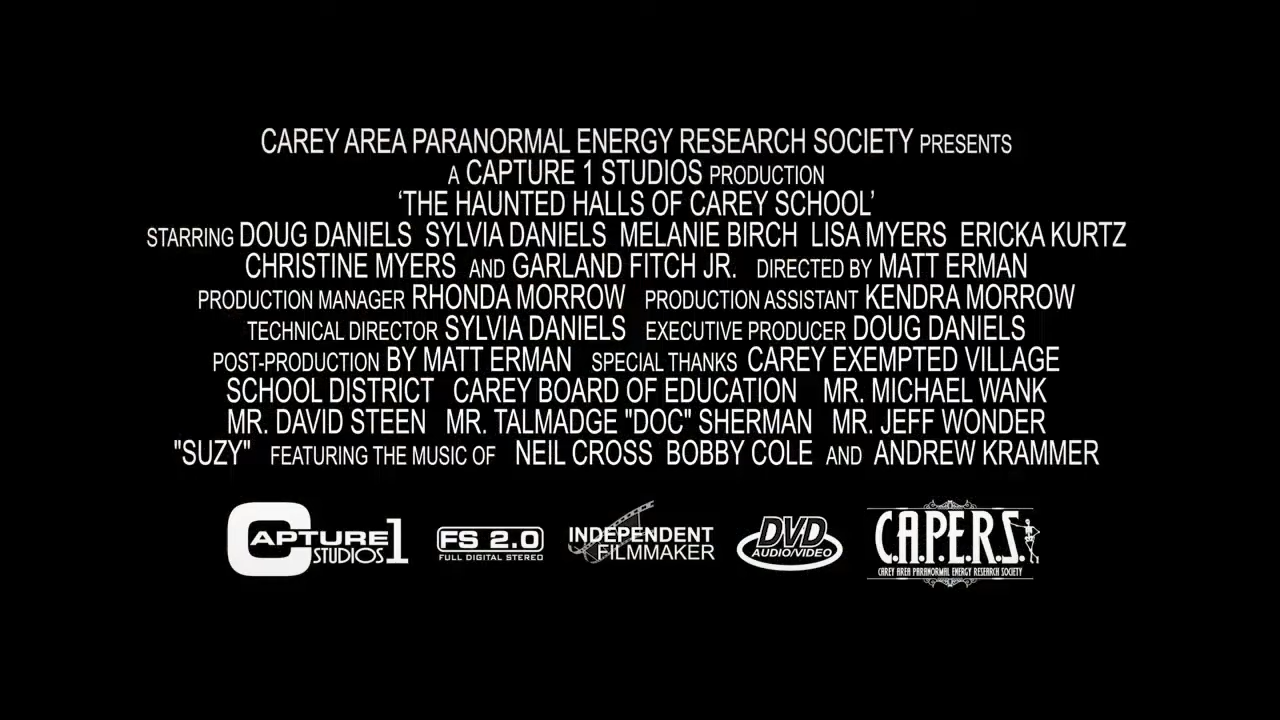 CAREY AREA PARANORMAL ENERGY RESEARCH SOCIETY PRESENTS
A CAPTURE 1 STUDIOS PRODUCTION
‘THE HAUNTED HALLS OF CAREY SCHOOL’
STARRING DOUG DANIELS SYLVIA DANIELS MELANIE BIRCH LISA MYERS ERICKA KURTZ
CHRISTINE MYERS AND GARLAND FITCH JR. DIRECTED BY MATT ERMAN
PRODUCTION MANAGER RHONDA MORROW PRODUCTION ASSISTANT KENDRA MORROW
TECHNICAL DIRECTOR SYLVIA DANIELS EXECUTIVE PRODUCER DOUG DANIELS
POST-PRODUCTION BY MATT ERMAN SPECIAL THANKS CAREY EXEMPTED VILLAGE
SCHOOL DISTRICT CAREY BOARD OF EDUCATION MR. MICHAEL WANK
MR. DAVID STEEN MR. TALMADGE "DOC" SHERMAN MR. JEFF WONDER
"SUZY" FEATURING THE MUSIC OF NEIL CROSS BOBBY COLE AND ANDREW KRAMMER
CAPTURE 1
STUDIOS
FS 2.0
FULL DIGITAL STEREO
INDEPENDENT
FILMMAKER
DVD
AUDIO/VIDEO
C.A.P.E.R.S.
CAREY AREA PARANORMAL ENERGY RESEARCH SOCIETY